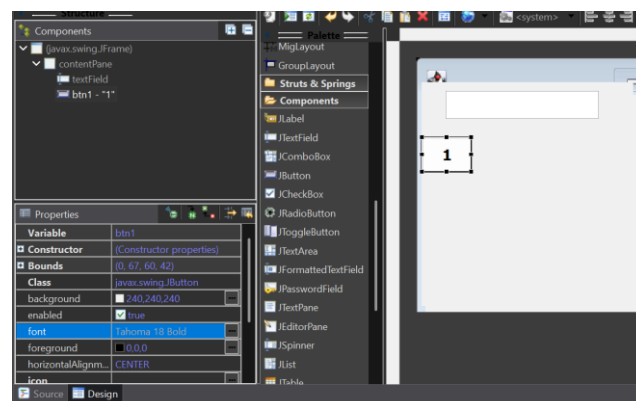 Structure
Components
(javax.swing.JFrame)
contentPane
textField
btn1 - "1"
Properties
Variable btn1
Constructor (Constructor properties)
Bounds (0, 67, 60, 42)
Class javax.swing.JButton
background 240,240,240
enabled true
font Tahoma 18 Bold
foreground 0,0,0
horizontalAlignm... CENTER
icon
Source Design
Palette
MigLayout
GroupLayout
Struts & Springs
Components
JLabel
JTextField
JComboBox
JButton
JCheckBox
JRadioButton
JToggleButton
JTextArea
JFormattedTextField
JPasswordField
JTextPane
JEditorPane
JSpinner
JList
JTable
<system>
1